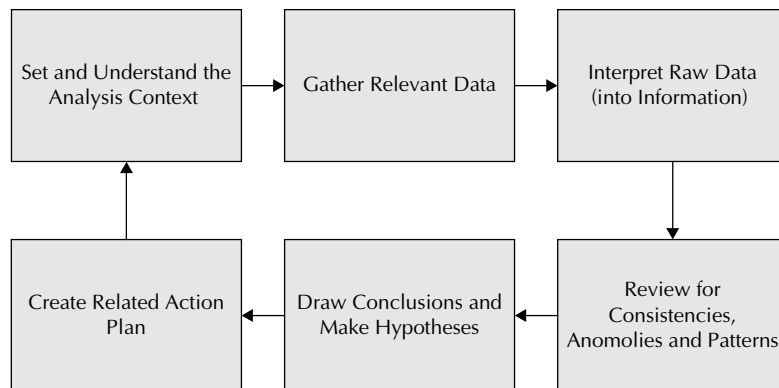 Set and Understand the
Analysis Context
Gather Relevant Data
Interpret Raw Data
(into Information)
Review for
Consistencies,
Anomolies and Patterns
Draw Conclusions and
Make Hypotheses
Create Related Action
Plan